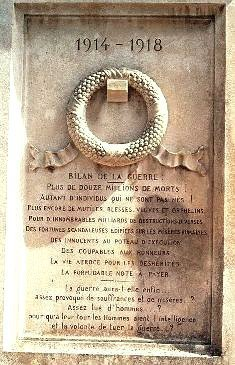 1914 - 1918
BILAN DE LA GUERRE :
PLUS DE DOUZE MILLIONS DE MORTS
AUTANT D'INDIVIDUS QUI NE SONT PAS NÉS !
PLUS ENCORE DE MUTILÉS, BLESSÉS, VEUVES ET ORPHELINS
POUR D'INNOMBRABLES MILLIARDS DE DESTRUCTIONS DIVERSES
DES FORTUNES SCANDALEUSES ÉDIFIÉES SUR LES MISÈRES HUMAINES
DES INNOCENTS AU POTEAU D'EXÉCUTION
DES COUPABLES AUX HONNEURS
LA VIE ATROCE POUR LES DÉSHÉRITÉS
LA FORMIDABLE NOTE À PAYER
La guerre aura-t-elle enfin...
assez provoqué de souffrances et de misères..?
Assez tué d'hommes..?
pour qu'à leur tour les hommes aient l'intelligence
et la volonté de tuer la guerre...?